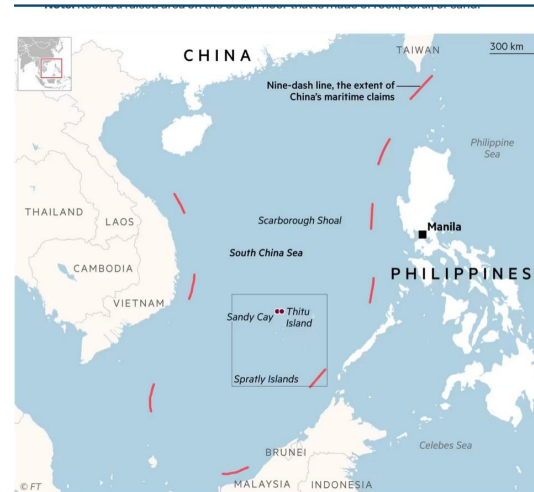 CHINA
TAIWAN
300 km
Nine-dash line, the extent of
China's maritime claims
Philippine
Sea
THAILAND
LAOS
Scarborough Shoal
Manila
South China Sea
CAMBODIA
PHILIPPINES
VIETNAM
Sandy Cay
Thitu
Island
Spratly Islands
BRUNEI
Celebes Sea
MALAYSIA
INDONESIA
© FT